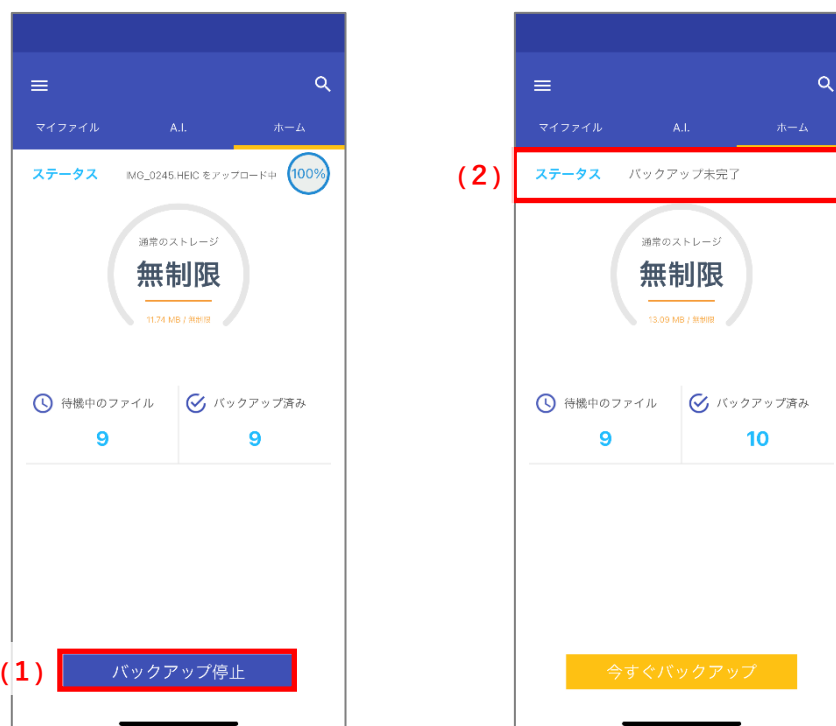 マイファイル A.I. ホーム
ステータス IMG_0245.HEIC をアップロード中 100%
通常のストレージ
無制限
11.74 MB / 無制限
待機中のファイル バックアップ済み
9 9
(1) バックアップ停止
マイファイル A.I. ホーム
(2) ステータス バックアップ未完了
通常のストレージ
無制限
13.09 MB / 無制限
待機中のファイル バックアップ済み
9 10
今すぐバックアップ